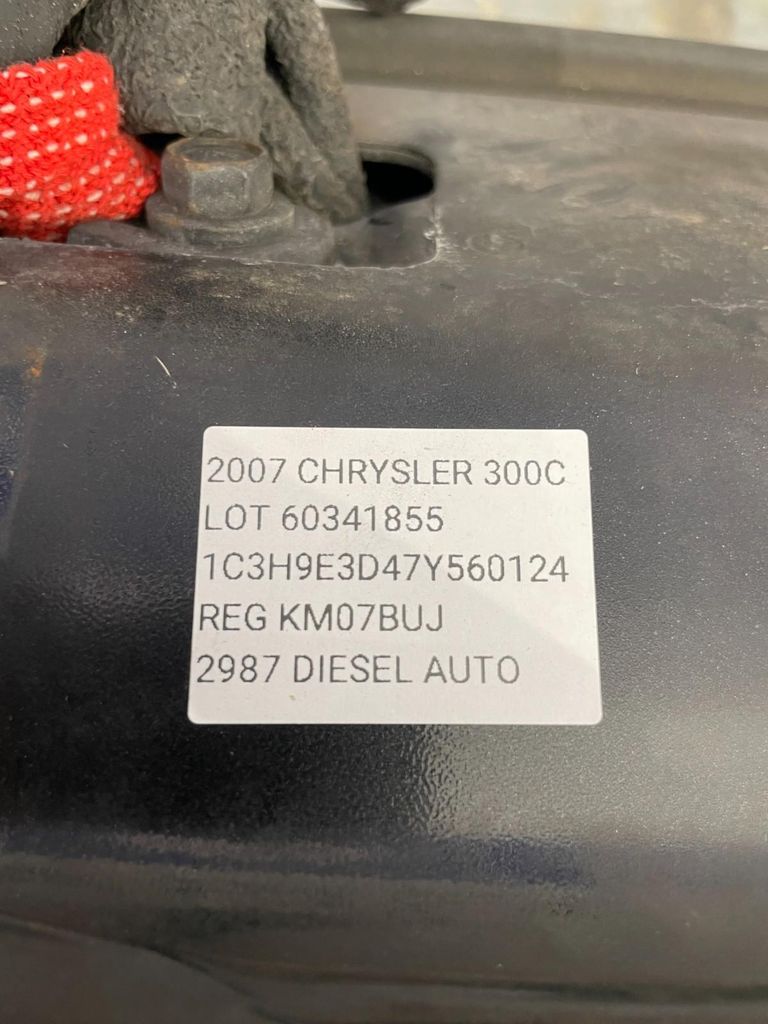 2007 CHRYSLER 300C
LOT 60341855
1C3H9E3D47Y560124
REG KM07BUJ
2987 DIESEL AUTO